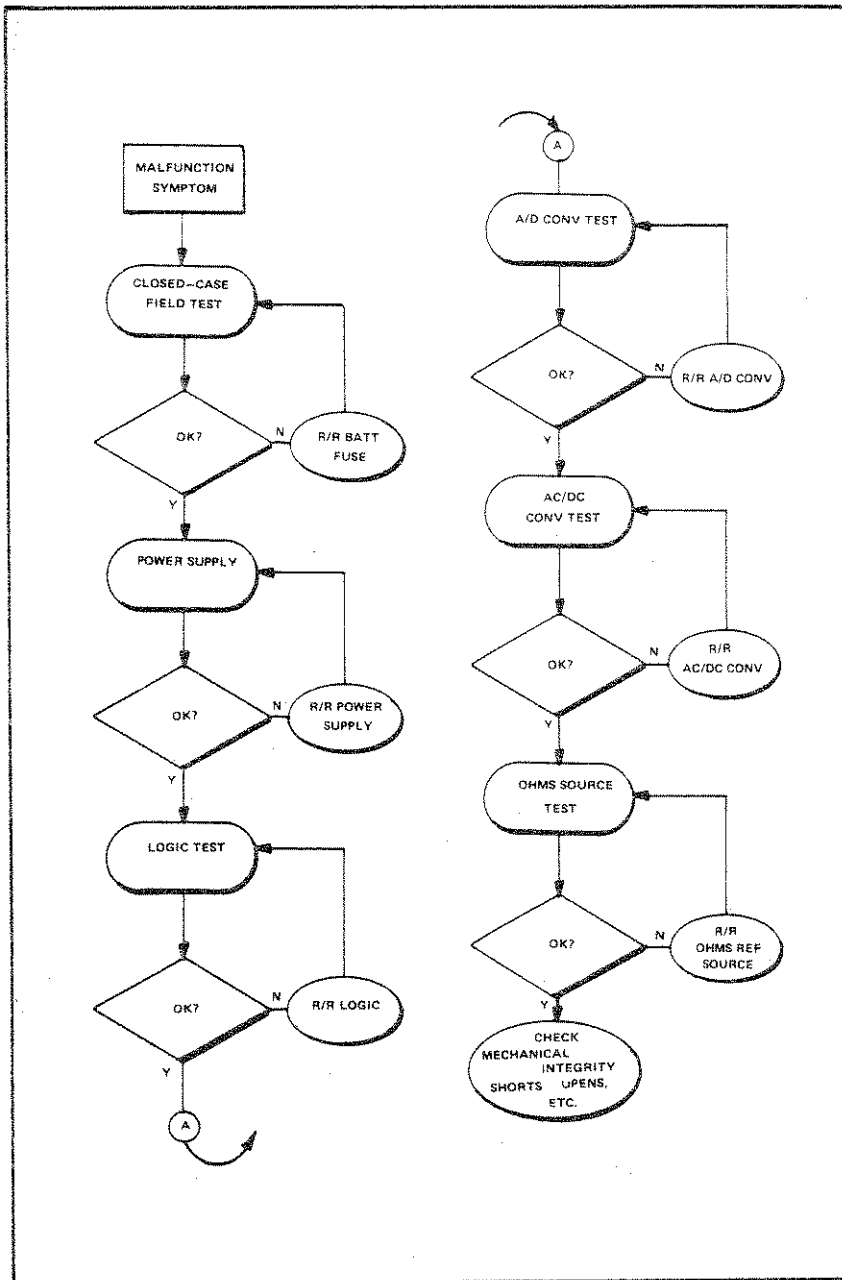 MALFUNCTION
SYMPTOM
CLOSED-CASE
FIELD TEST
OK?
N
R/R BATT
FUSE
Y
POWER SUPPLY
OK?
N
R/R POWER
SUPPLY
Y
LOGIC TEST
OK?
N
R/R LOGIC
Y
A
A
A/D CONV TEST
OK?
N
R/R A/D CONV
Y
AC/DC
CONV TEST
OK?
N
R/R
AC/DC CONV
Y
OHMS SOURCE
TEST
OK?
N
R/R
OHMS REF
SOURCE
Y
CHECK
MECHANICAL
INTEGRITY
SHORTS UPENS,
ETC.